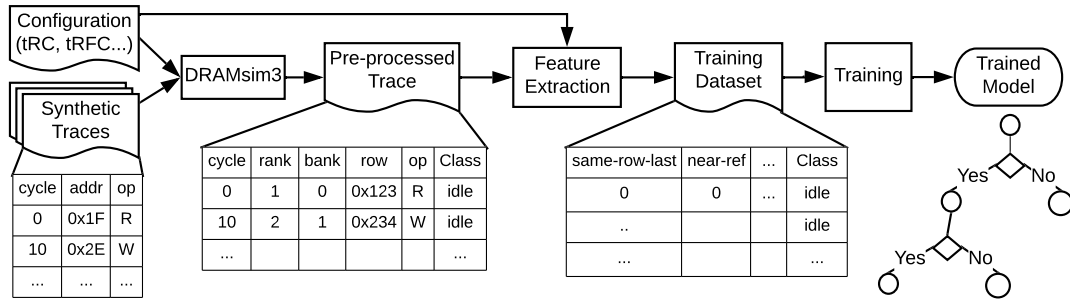 Configuration
(tRC, tRFC...)
Synthetic
Traces
DRAMsim3
Pre-processed
Trace
Feature
Extraction
Training
Dataset
Training
Trained
Model
cycle addr op
0 0x1F R
10 0x2E W
... ... ...
cycle rank bank row op Class
0 1 0 0x123 R idle
10 2 1 0x234 W idle
... ...
same-row-last near-ref ... Class
0 0 ... idle
.. idle
... ...
Yes No
Yes No